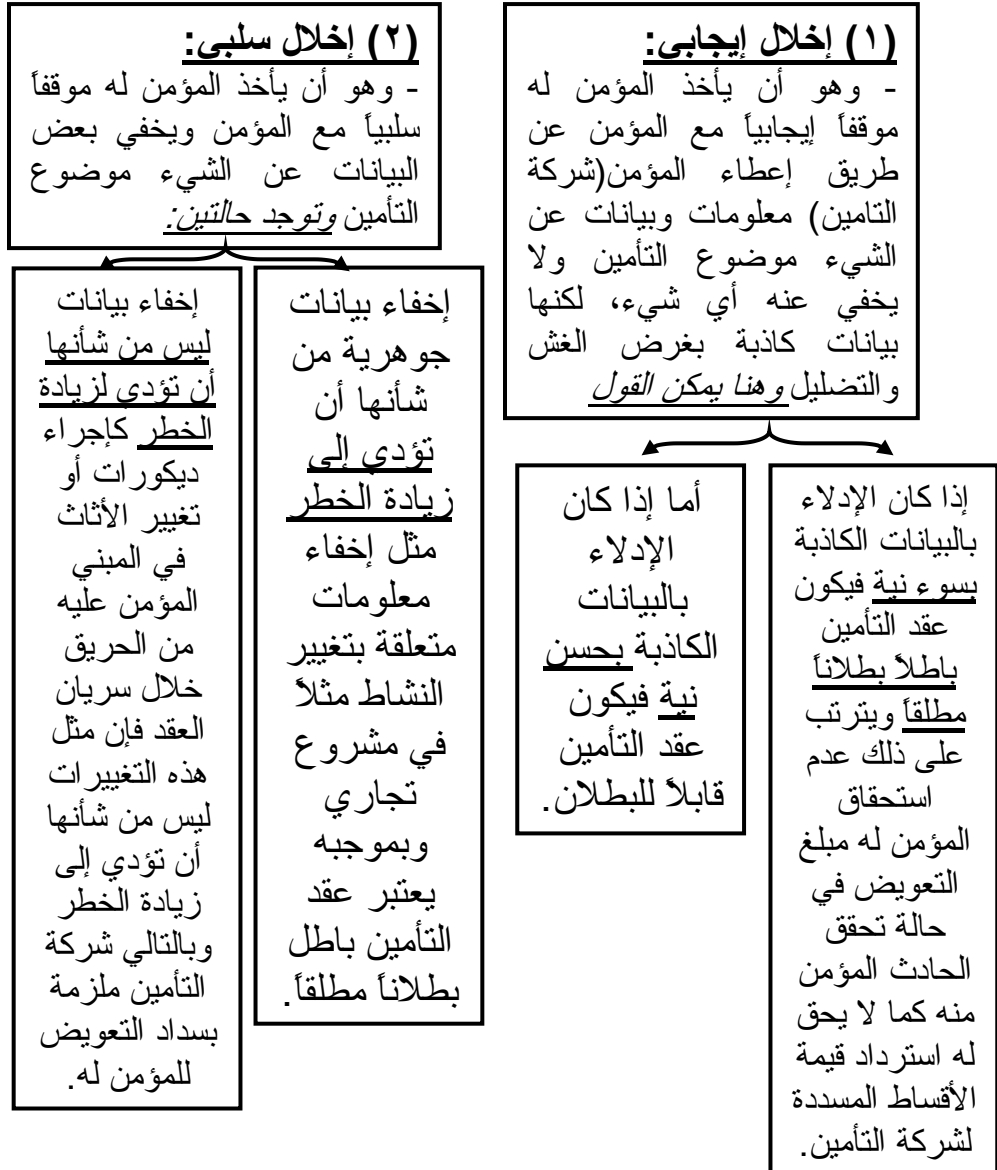 (١) إخلال إيجابي:
- وهو أن يأخذ المؤمن له
موقفاً إيجابياً مع المؤمن عن
طريق إعطاء المؤمن(شركة
التامين) معلومات وبيانات عن
الشيء موضوع التأمين ولا
يخفي عنه أي شيء، لكنها
بيانات كاذبة بغرض الغش
والتضليل وهنا يمكن القول
إذا كان الإدلاء
بالبيانات الكاذبة
بسوء نية فيكون
عقد التأمين
باطلاً بطلاناً
مطلقاً ويترتب
على ذلك عدم
استحقاق
المؤمن له مبلغ
التعويض في
حالة تحقق
الحادث المؤمن
منه كما لا يحق
له استرداد قيمة
الأقساط المسددة
لشركة التأمين.
أما إذا كان
الإدلاء
بالبيانات
الكاذبة بحسن
نية فيكون
عقد التأمين
قابلاً للبطلان.
(٢) إخلال سلبي:
- وهو أن يأخذ المؤمن له موقفاً
سلبياً مع المؤمن ويخفي بعض
البيانات عن الشيء موضوع
التأمين وتوجد حالتين:
إخفاء بيانات
جوهرية من
شأنها أن
تؤدي إلى
زيادة الخطر
مثل إخفاء
معلومات
متعلقة بتغيير
النشاط مثلاً
في مشروع
تجاري
وبموجبه
يعتبر عقد
التأمين باطل
بطلاناً مطلقاً.
إخفاء بيانات
ليس من شأنها
أن تؤدي لزيادة
الخطر كإجراء
ديكورات أو
تغيير الأثاث
في المبني
المؤمن عليه
من الحريق
خلال سريان
العقد فإن مثل
هذه التغييرات
ليس من شأنها
أن تؤدي إلى
زيادة الخطر
وبالتالي شركة
التأمين ملزمة
بسداد التعويض
للمؤمن له.